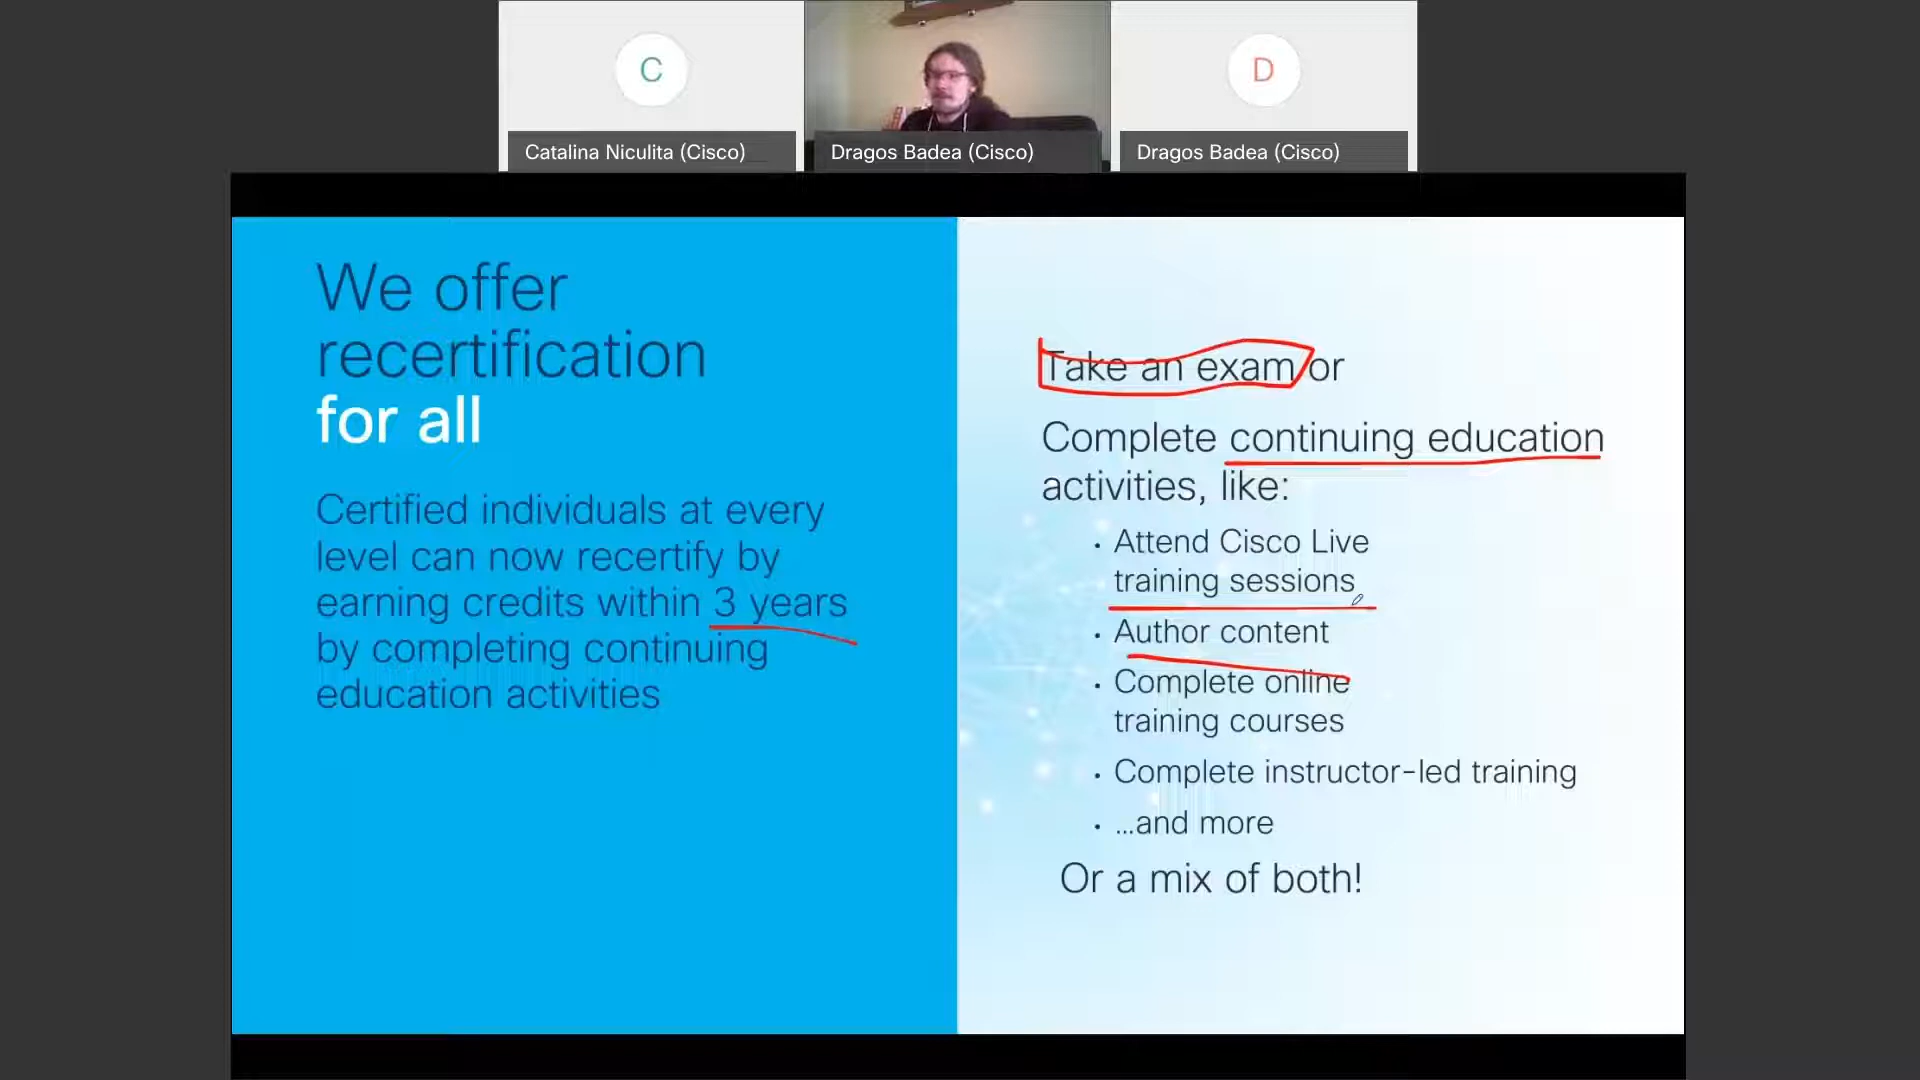 C
D
Catalina Niculita (Cisco)
Dragos Badea (Cisco)
Dragos Badea (Cisco)
We offer
recertification
for all
Certified individuals at every
level can now recertify by
earning credits within 3 years
by completing continuing
education activities
Take an exam or
Complete continuing education
activities, like:
• Attend Cisco Live
training sessions
• Author content
• Complete online
training courses
• Complete instructor-led training
• ...and more
Or a mix of both!